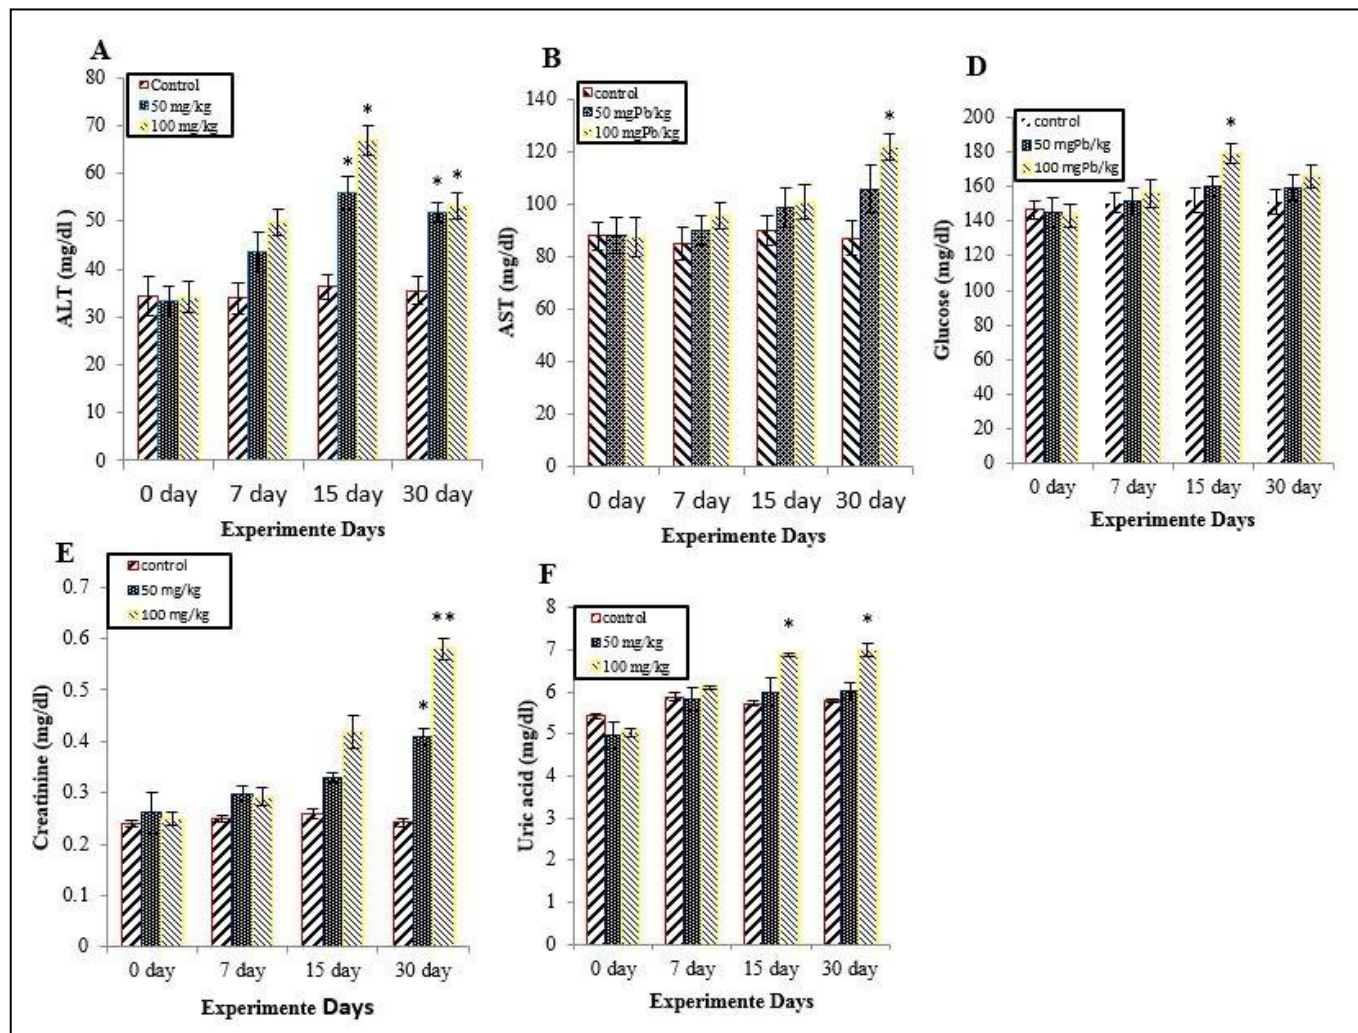 A
Control
50 mg/kg
100 mg/kg
ALT (mg/dl)
80
70
60
50
40
30
20
10
0
*
*
*
*
0 day 7 day 15 day 30 day
Experimente Days
B
control
50 mgPb/kg
100 mgPb/kg
AST (mg/dl)
140
120
100
80
60
40
20
0
*
0 day 7 day 15 day 30 day
Experimente Days
D
control
50 mgPb/kg
100 mgPb/kg
Glucose (mg/dl)
200
180
160
140
120
100
80
60
40
20
0
*
0 day 7 day 15 day 30 day
Experimente Days
E
control
50 mg/kg
100 mg/kg
Creatinine (mg/dl)
0.7
0.6
0.5
0.4
0.3
0.2
0.1
0
*
**
0 day 7 day 15 day 30 day
Experimente Days
F
control
50 mg/kg
100 mg/kg
Uric acid (mg/dl)
8
7
6
5
4
3
2
1
0
*
*
0 day 7 day 15 day 30 day
Experimente Days